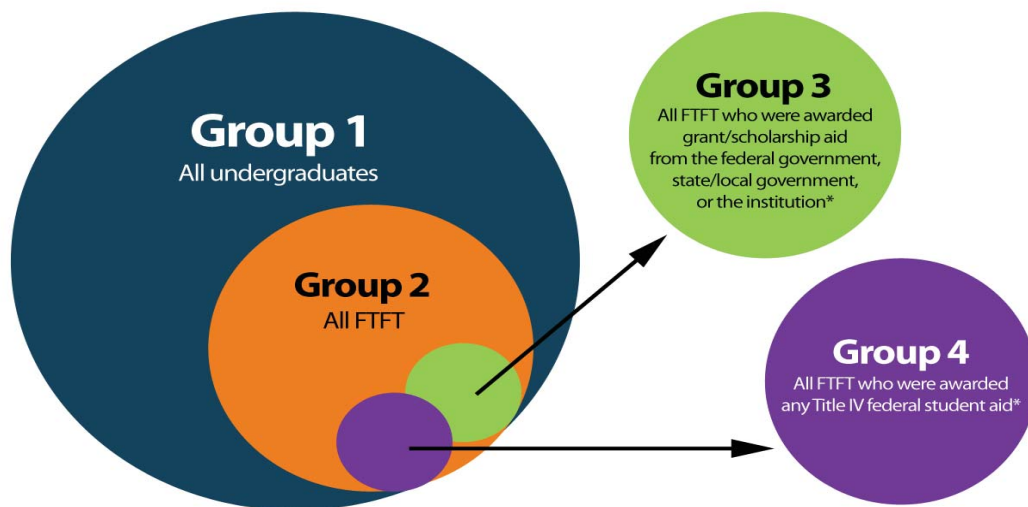 Group 1
All undergraduates
Group 2
All FTFT
Group 3
All FTFT who were awarded
grant/scholarship aid
from the federal government,
state/local government,
or the institution*
Group 4
All FTFT who were awarded
any Title IV federal student aid*